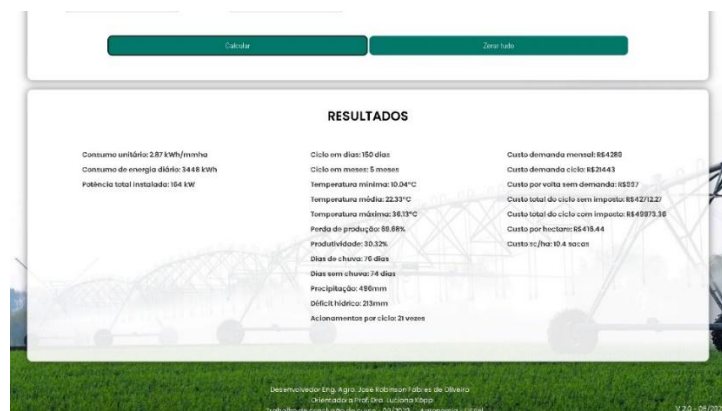 Calcular
Zerar tudo
RESULTADOS
Consumo unitário: 2.87 kWh/mmha
Consumo de energia diário: 3448 kWh
Potência total instalada: 164 kW
Ciclo em dias: 150 dias
Ciclo em meses: 5 meses
Temperatura mínima: 10.04°C
Temperatura média: 22.33°C
Temperatura máxima: 36.13°C
Perda de produção: 69.68%
Produtividade: 30.32%
Dias de chuva: 76 dias
Dias sem chuva: 74 dias
Precipitação: 496mm
Déficit hídrico: 213mm
Acionamentos por ciclo: 21 vezes
Custo demanda mensal: R$4289
Custo demanda ciclo: R$21443
Custo por volta sem demanda: R$997
Custo total do ciclo sem imposto: R$42712.27
Custo total do ciclo com imposto: R$49973.36
Custo por hectare: R$416.44
Custo sc/ha: 10.4 sacas
Desenvolvedor Eng. Agro. José Robinson Fabres de Oliveira
Orientadora Prof. Dra. Luciana Köpp